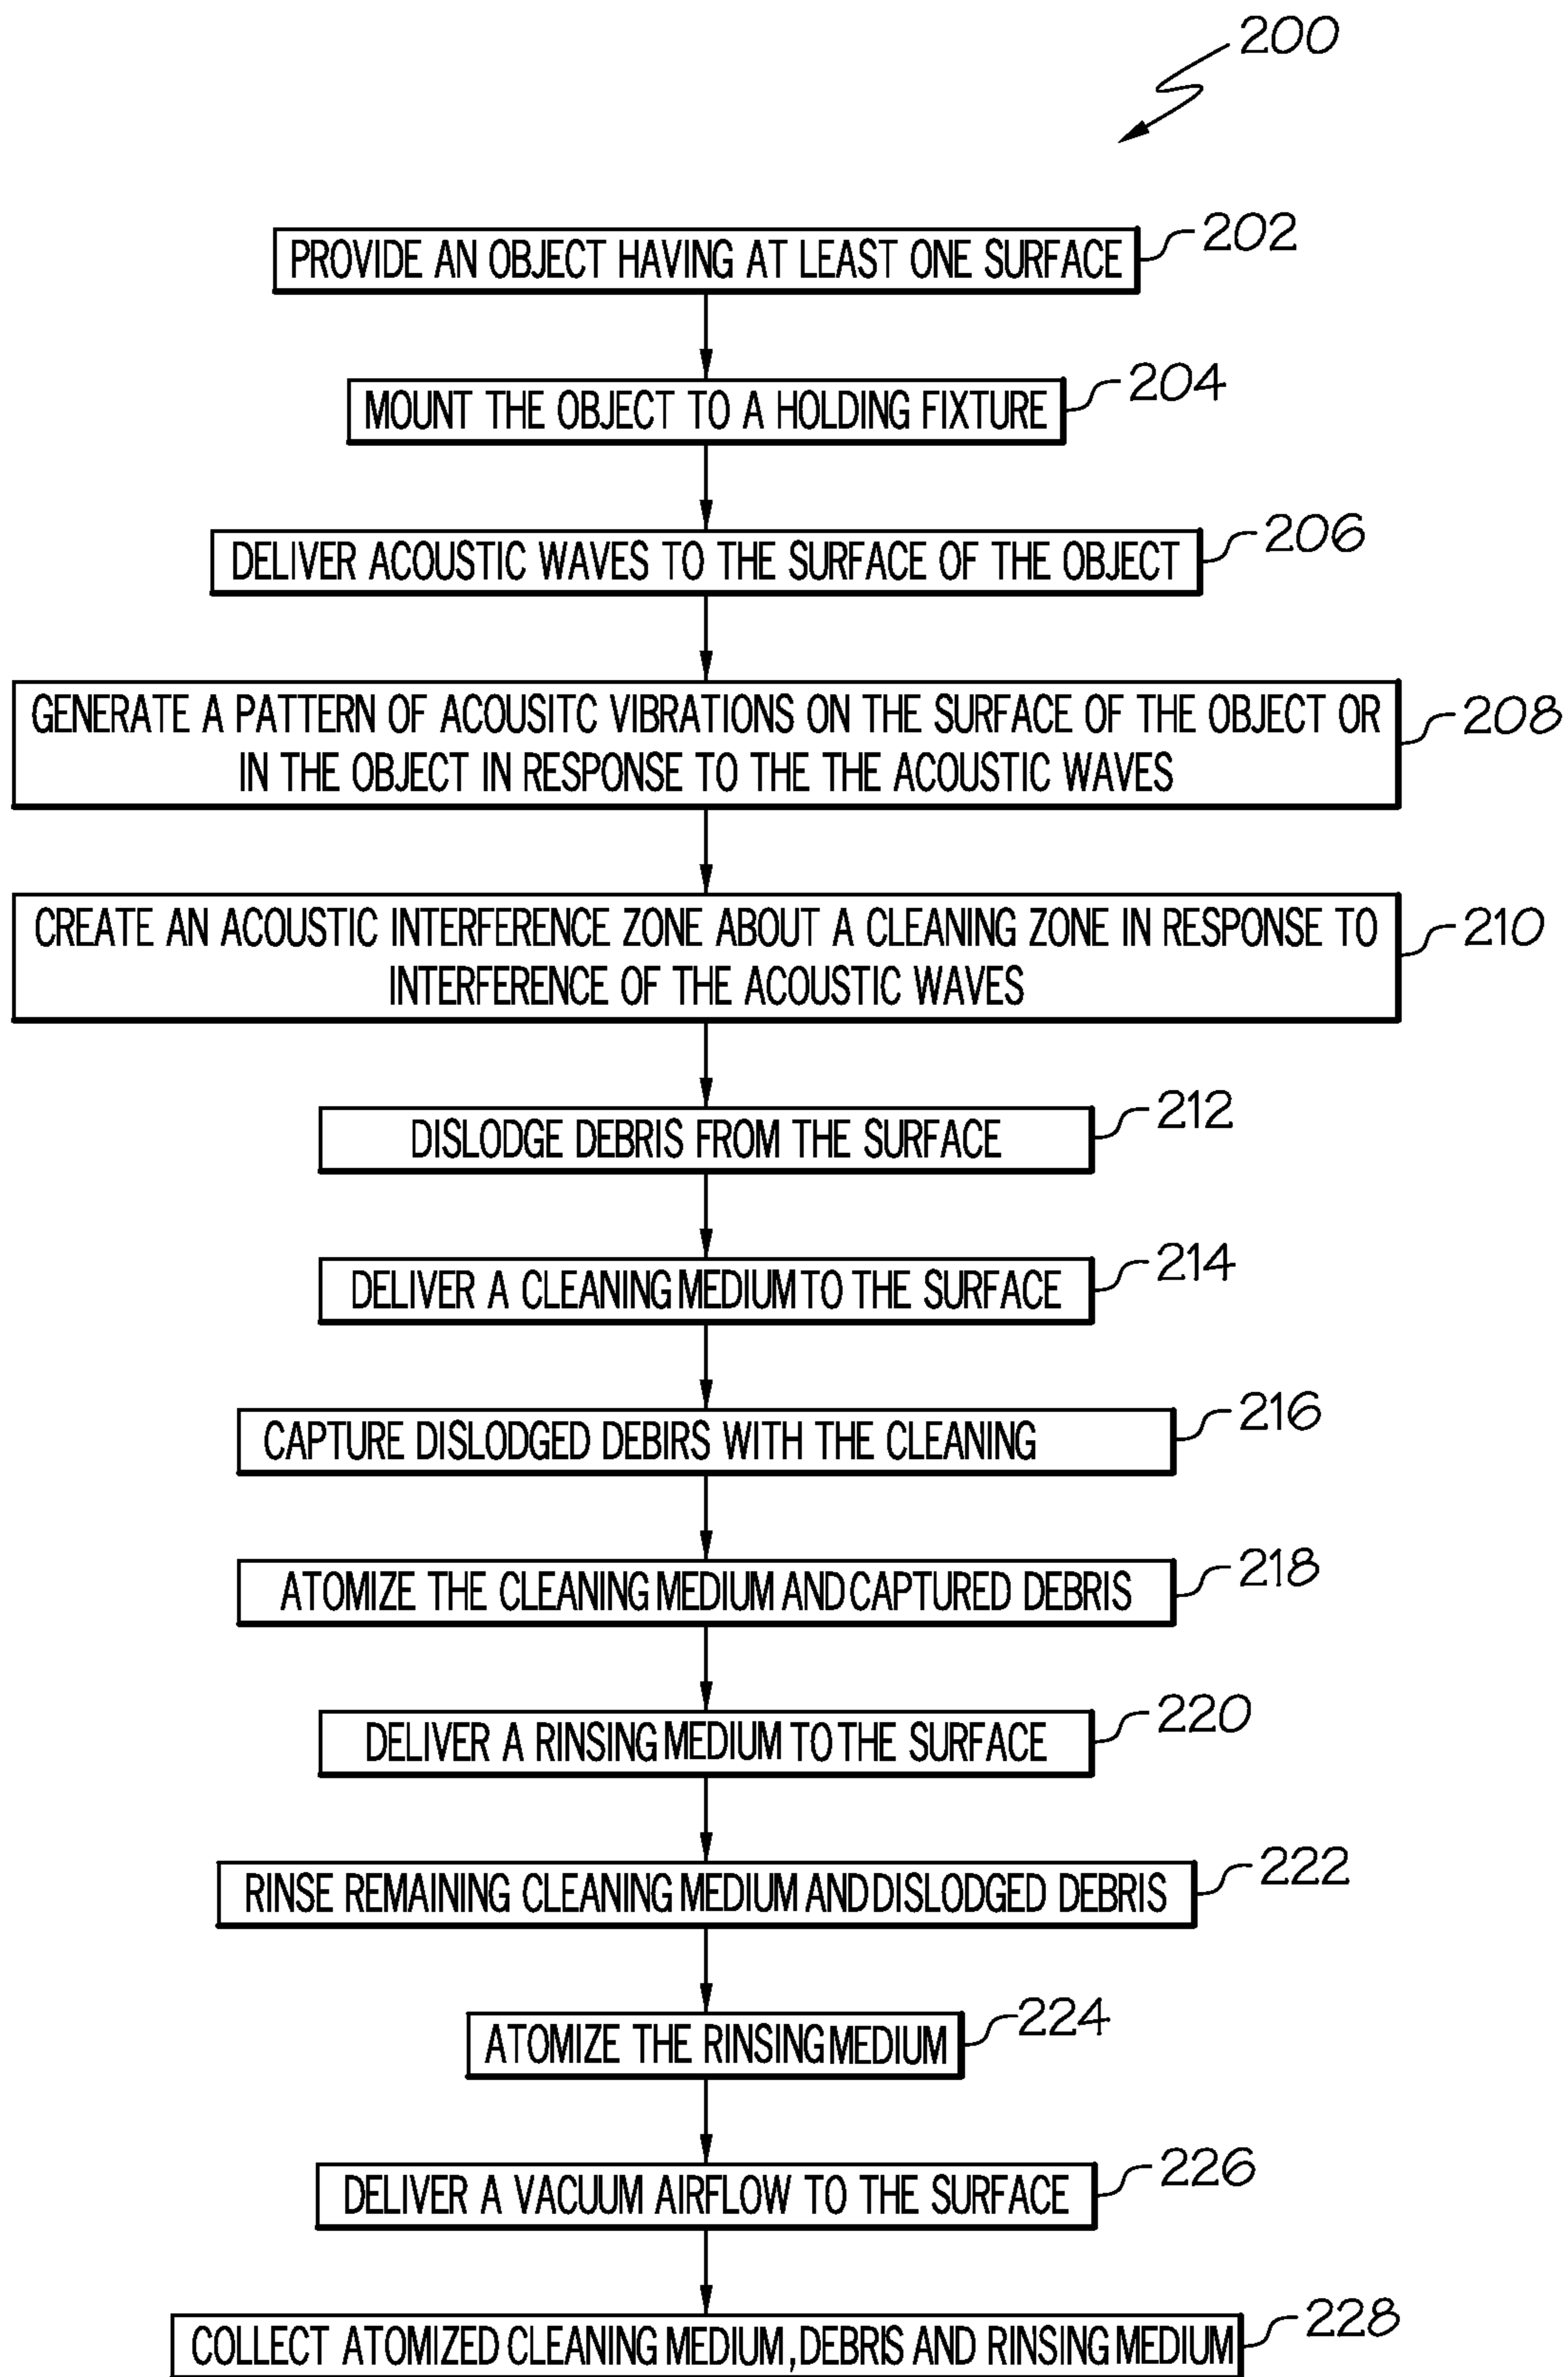 200
PROVIDE AN OBJECT HAVING AT LEAST ONE SURFACE
202
MOUNT THE OBJECT TO A HOLDING FIXTURE
204
DELIVER ACOUSTIC WAVES TO THE SURFACE OF THE OBJECT
206
GENERATE A PATTERN OF ACOUSITC VIBRATIONS ON THE SURFACE OF THE OBJECT OR
IN THE OBJECT IN RESPONSE TO THE THE ACOUSTIC WAVES
208
CREATE AN ACOUSTIC INTERFERENCE ZONE ABOUT A CLEANING ZONE IN RESPONSE TO
INTERFERENCE OF THE ACOUSTIC WAVES
210
DISLODGE DEBRIS FROM THE SURFACE
212
DELIVER A CLEANING MEDIUM TO THE SURFACE
214
CAPTURE DISLODGED DEBIRS WITH THE CLEANING
216
ATOMIZE THE CLEANING MEDIUM AND CAPTURED DEBRIS
218
DELIVER A RINSING MEDIUM TO THE SURFACE
220
RINSE REMAINING CLEANING MEDIUM AND DISLODGED DEBRIS
222
ATOMIZE THE RINSING MEDIUM
224
DELIVER A VACUUM AIRFLOW TO THE SURFACE
226
COLLECT ATOMIZED CLEANING MEDIUM, DEBRIS AND RINSING MEDIUM
228